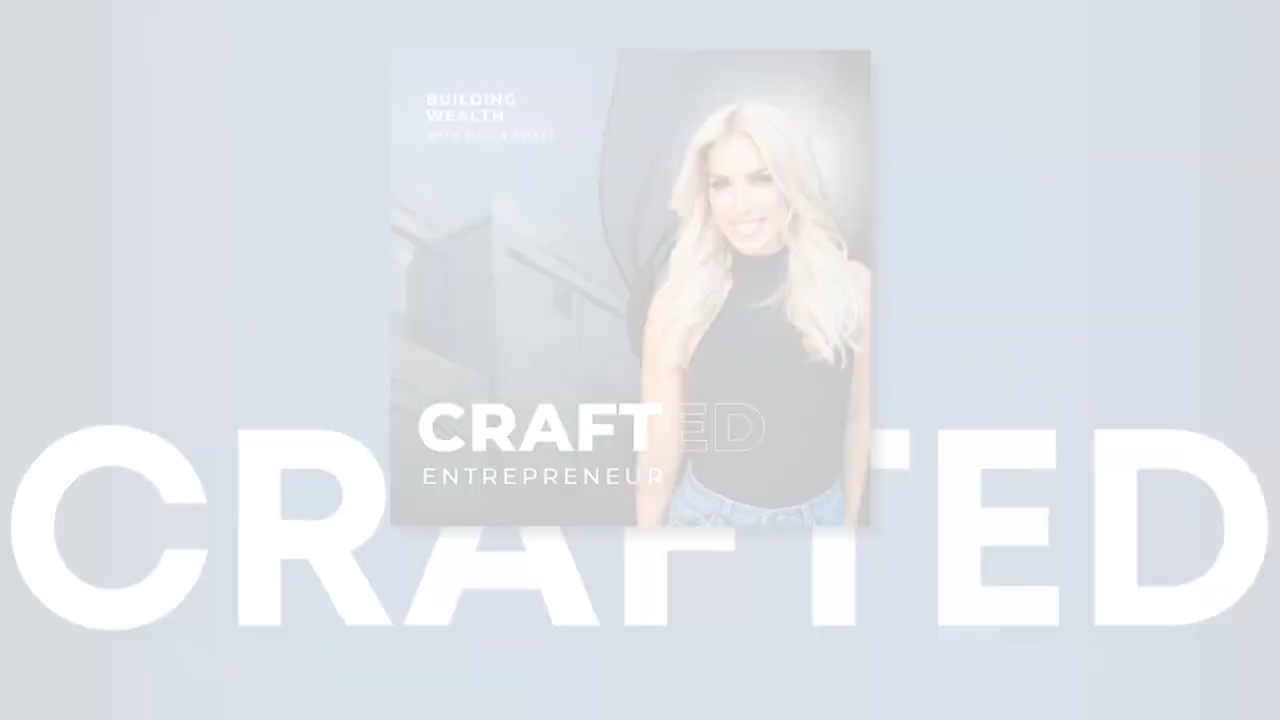 BUILDING
WEALTH
CRAFTED
ENTREPRENEUR
CRAFTED